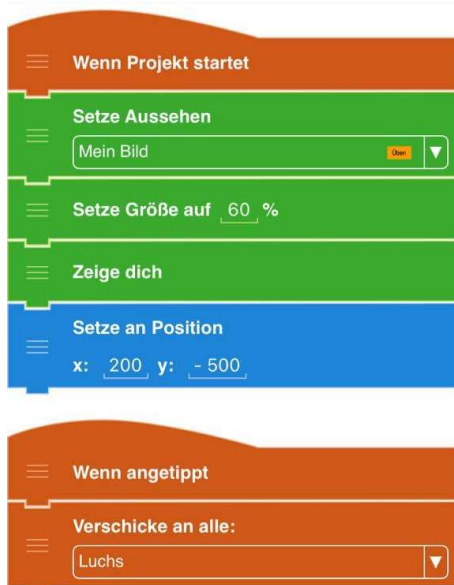 Wenn Projekt startet
Setze Aussehen
Mein Bild
Setze Größe auf 60 %
Zeige dich
Setze an Position
x: 200 y: - 500
Wenn angetippt
Verschicke an alle:
Luchs